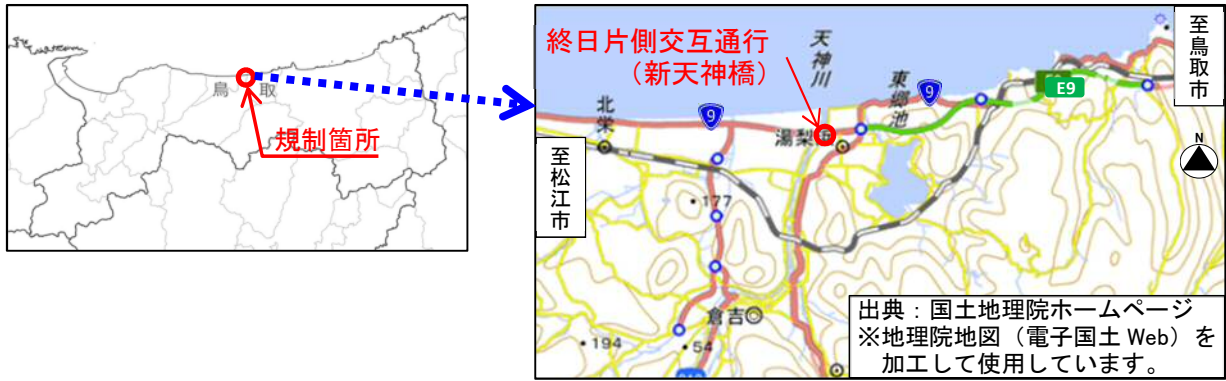 鳥
取
規制箇所
終日片側交互通行
（新天神橋）
天神川
東郷池
至鳥取市
9
9
E9
北栄
湯梨
至松江市
N
177
倉吉
194
54
出典：国土地理院ホームページ
※地理院地図（電子国土 Web）を
加工して使用しています。